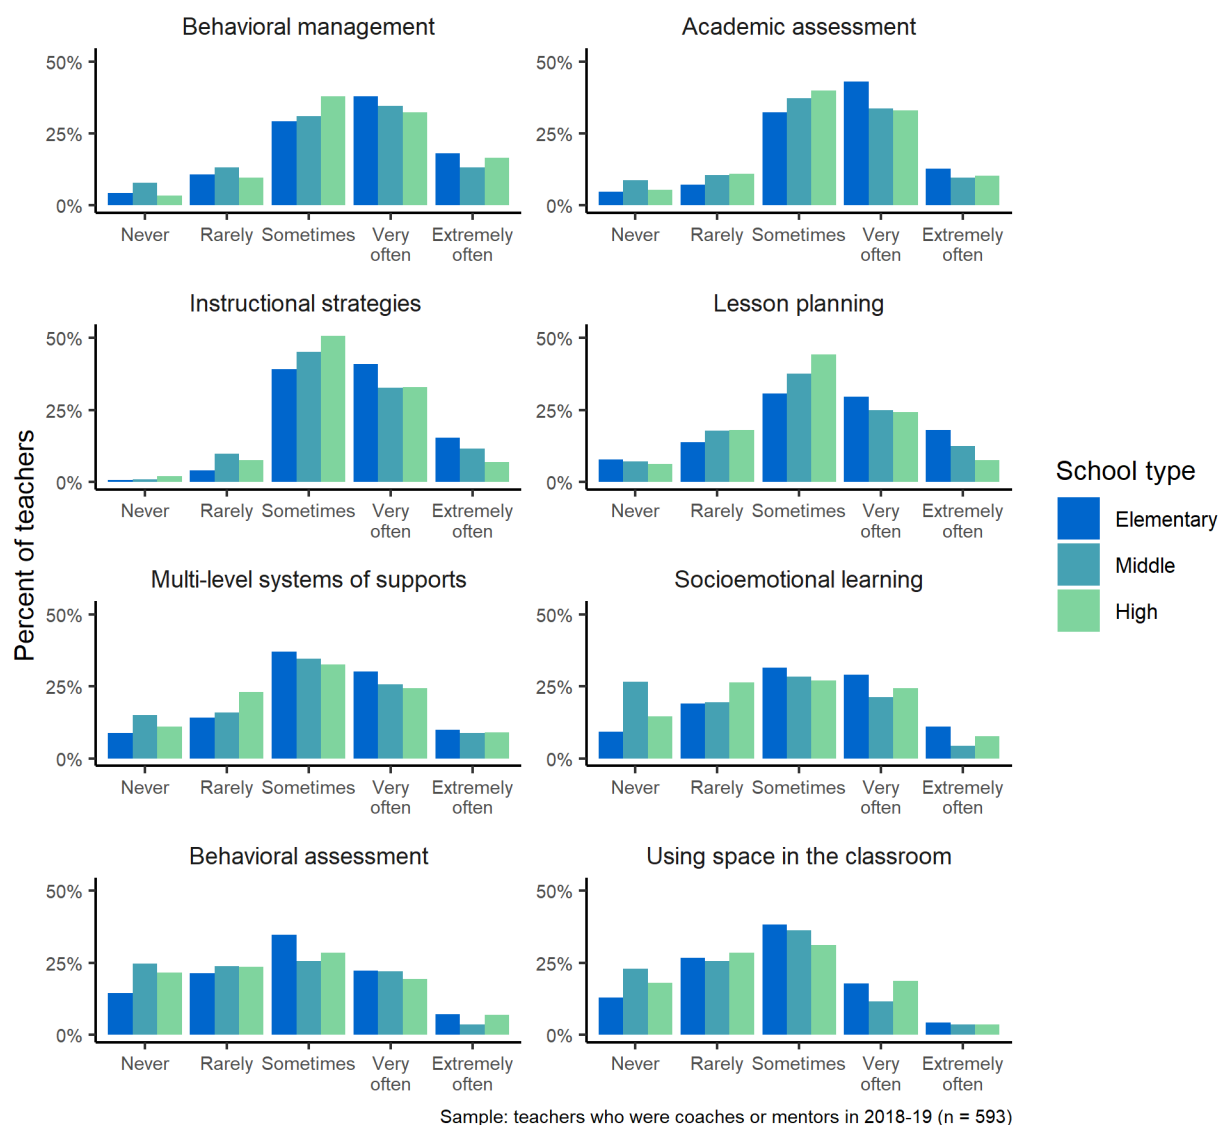 Behavioral management
50%
25%
0%
Never Rarely Sometimes Very often Extremely often
Academic assessment
50%
25%
0%
Never Rarely Sometimes Very often Extremely often
Instructional strategies
50%
25%
0%
Never Rarely Sometimes Very often Extremely often
Lesson planning
50%
25%
0%
Never Rarely Sometimes Very often Extremely often
Multi-level systems of supports
50%
25%
0%
Never Rarely Sometimes Very often Extremely often
Socioemotional learning
50%
25%
0%
Never Rarely Sometimes Very often Extremely often
Behavioral assessment
50%
25%
0%
Never Rarely Sometimes Very often Extremely often
Using space in the classroom
50%
25%
0%
Never Rarely Sometimes Very often Extremely often
Percent of teachers
School type
Elementary
Middle
High
Sample: teachers who were coaches or mentors in 2018-19 (n = 593)